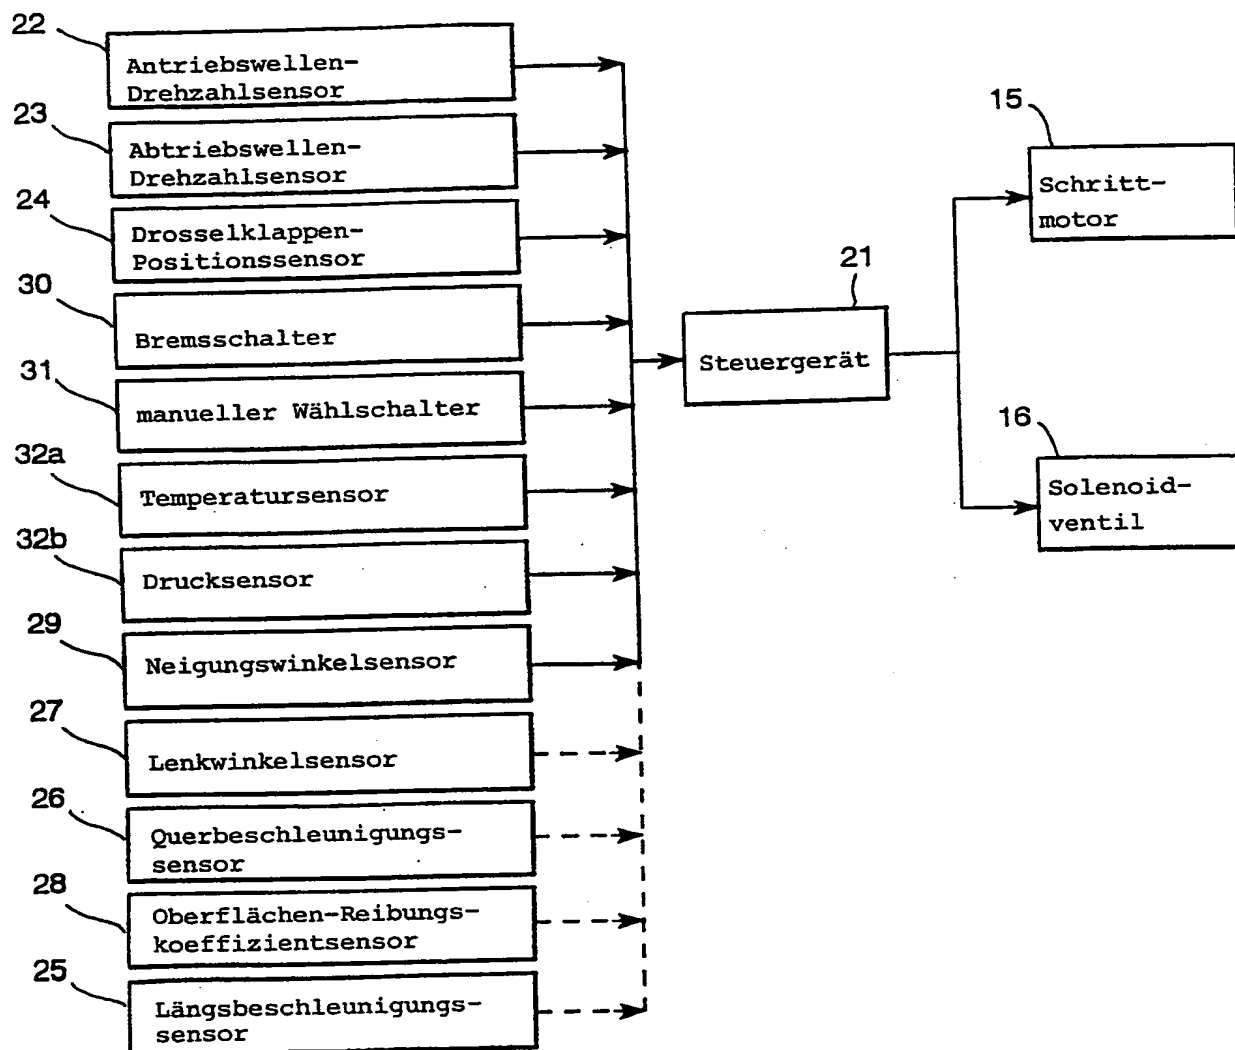 22
Antriebswellen-
Drehzahlsensor
23
Abtriebswellen-
Drehzahlsensor
24
Drosselklappen-
Positionssensor
30
Bremsschalter
31
manueller Wählschalter
32a
Temperatursensor
32b
Drucksensor
29
Neigungswinkelsensor
27
Lenkwinkelsensor
26
Querbeschleunigungs-
sensor
28
Oberflächen-Reibungs-
koeffizientsensor
25
Längsbeschleunigungs-
sensor
21
Steuergerät
15
Schritt-
motor
16
Solenoid-
ventil